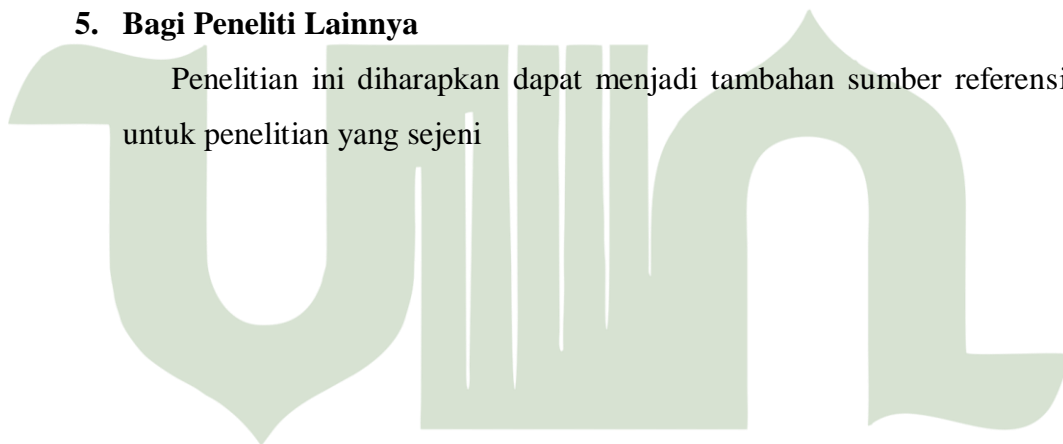 5. Bagi Peneliti Lainnya
Penelitian ini diharapkan dapat menjadi tambahan sumber referensi
untuk penelitian yang sejeni